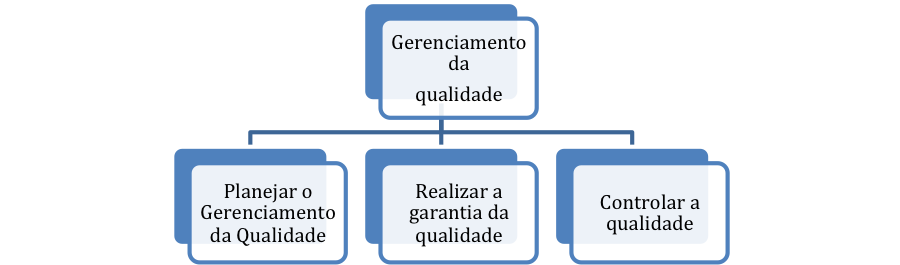 Gerenciamento
da
qualidade
Planejar o
Gerenciamento
da Qualidade
Realizar a
garantia da
qualidade
Controlar a
qualidade